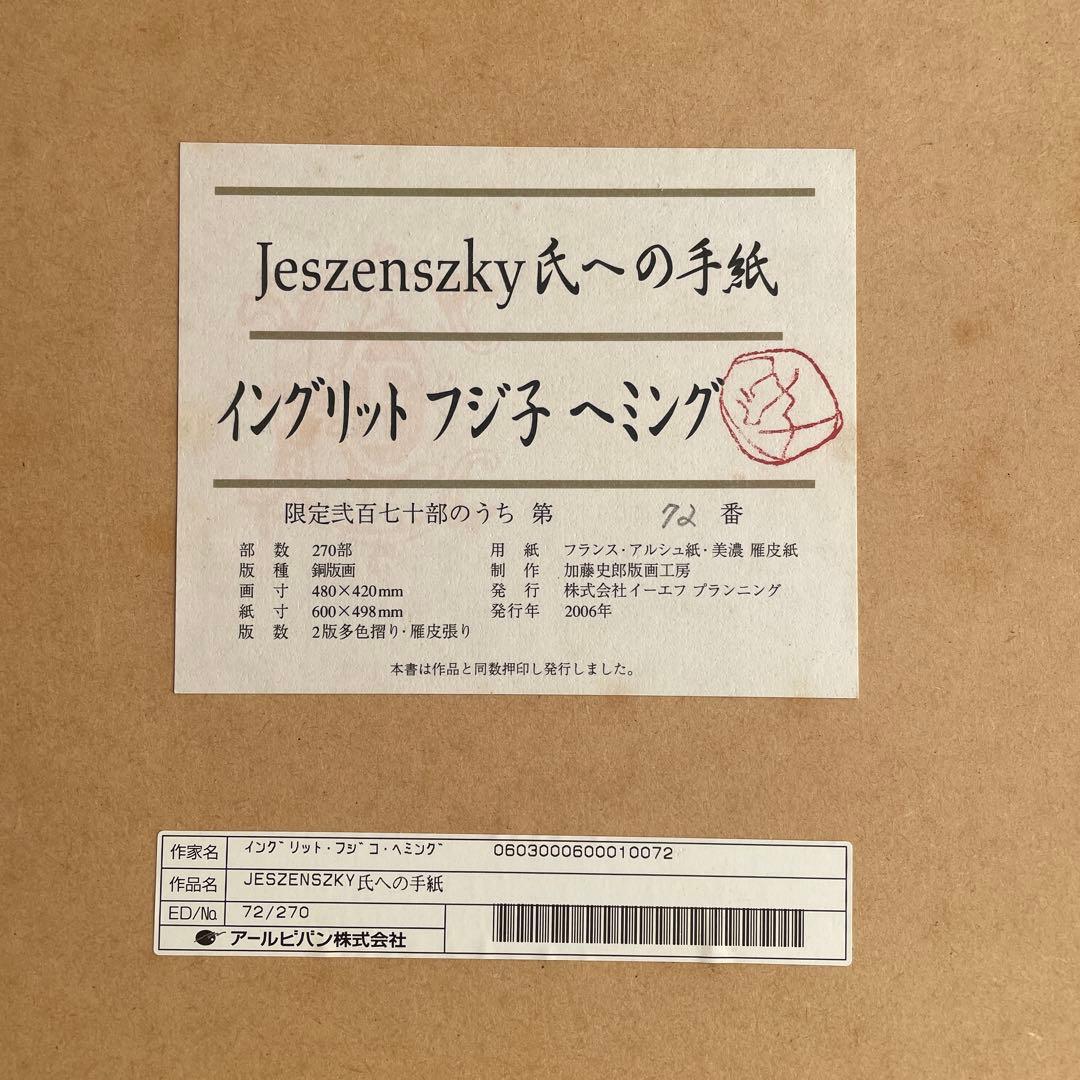 Jeszenszky氏への手紙
イングリット フジ子 ヘミング
限定弐百七十部のうち 第 72 番
部 数 270部 用 紙 フランス・アルシュ紙・美濃 雁皮紙
版 種 銅版画 制 作 加藤史郎版画工房
画 寸 480×420mm 発 行 株式会社イーエフ プランニング
紙 寸 600×498mm 発行年 2006年
版 数 2版多色摺り・雁皮張り
本書は作品と同数押印し発行しました。
作家名 イングリット・フジコ・ヘミング 0603000600010072
作品名 JESZENSZKY氏への手紙
ED/No. 72/270
アールビバン株式会社